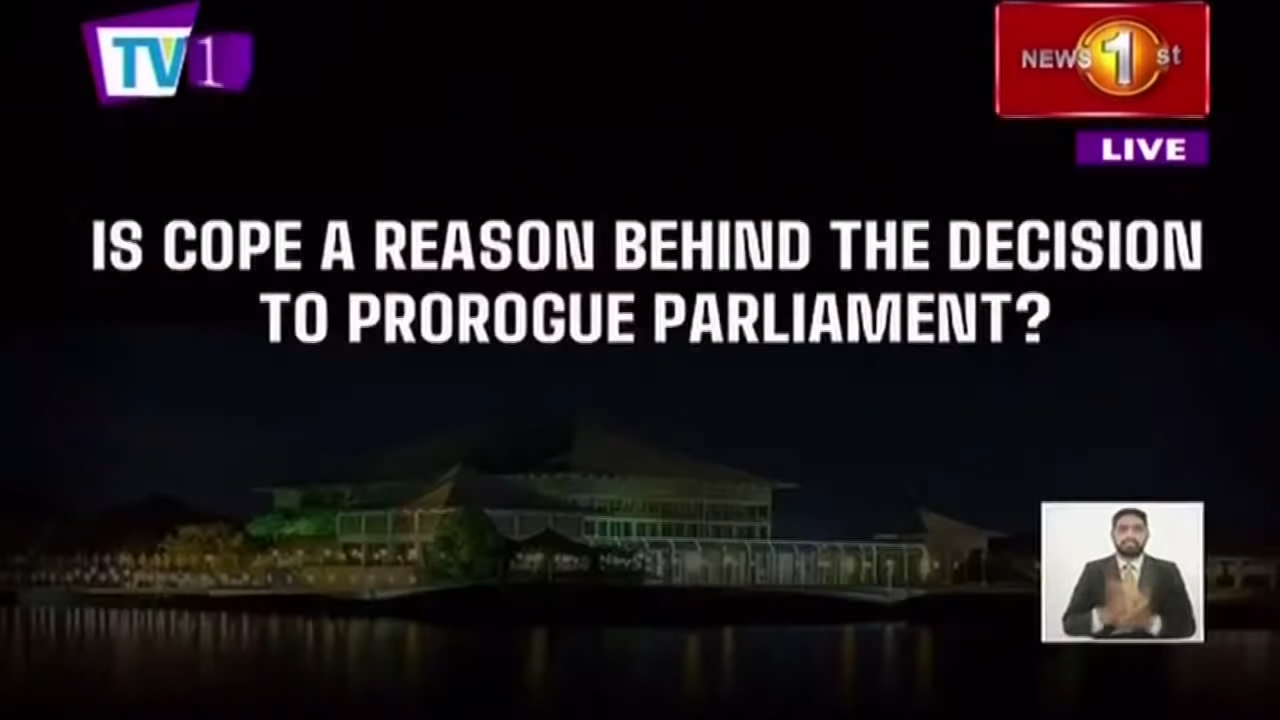 TV1
NEWS 1st
LIVE
IS COPE A REASON BEHIND THE DECISION
TO PROROGUE PARLIAMENT?